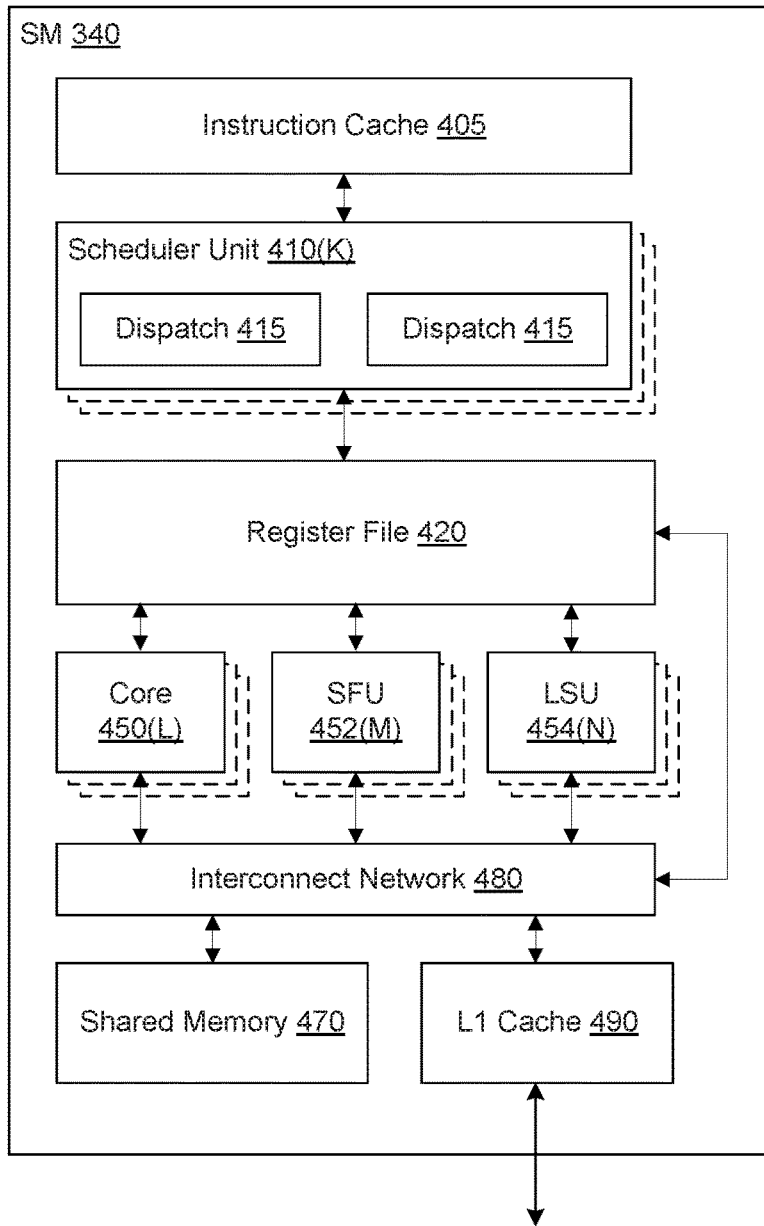 SM 340
Instruction Cache 405
Scheduler Unit 410(K)
Dispatch 415
Dispatch 415
Register File 420
Core
450(L)
SFU
452(M)
LSU
454(N)
Interconnect Network 480
Shared Memory 470
L1 Cache 490